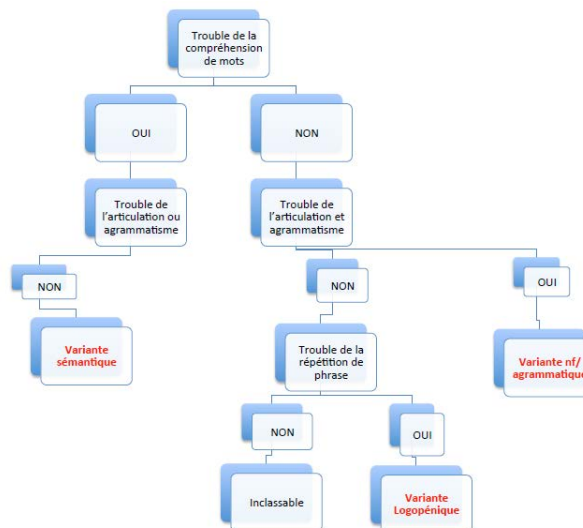 Trouble de la
compréhension
de mots
OUI
NON
Trouble de
l'articulation ou
agrammatisme
Trouble de
l'articulation et
agrammatisme
NON
NON
OUI
Variante
sémantique
Trouble de la
répétition de
phrase
Variante nf/
agrammatique
NON
OUI
Inclassable
Variante
Logopénique